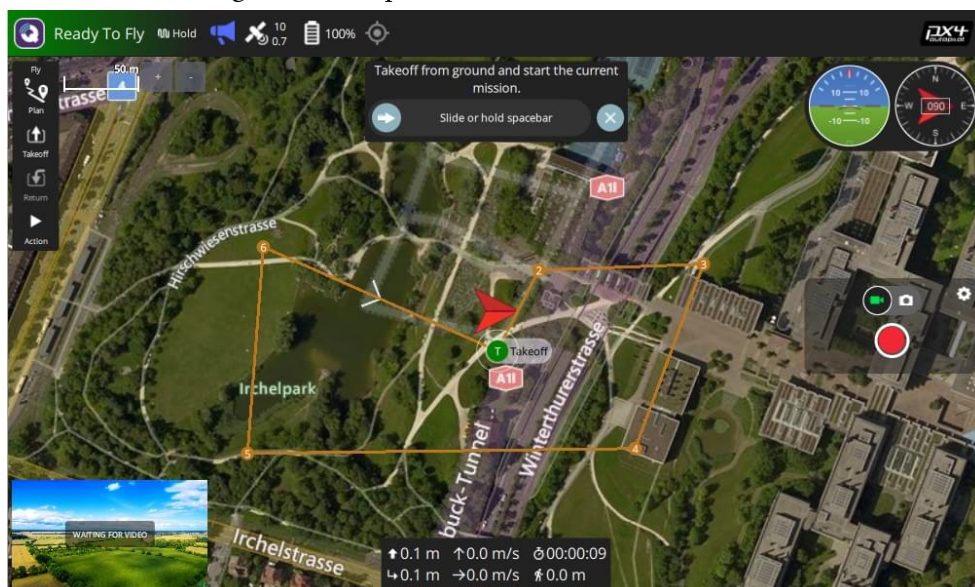 Ready To Fly Hold 10 0.7 100% PX4 autopilot
50 m + -
Fly
Plan
Takeoff
Return
Action
Takeoff from ground and start the current
mission.
Slide or hold spacebar
10 10
-10 -10
N
W 090 E
S
strasse
A1l
Hirschwiesenstrasse
6
2
3
T Takeoff
A1l
Irchelpark
Winterthurerstrasse
buck-Tunnel
5
4
WAITING FOR VIDEO
Irchelstrasse
0.1 m 0.0 m/s 00:00:09
0.1 m 0.0 m/s 0.0 m